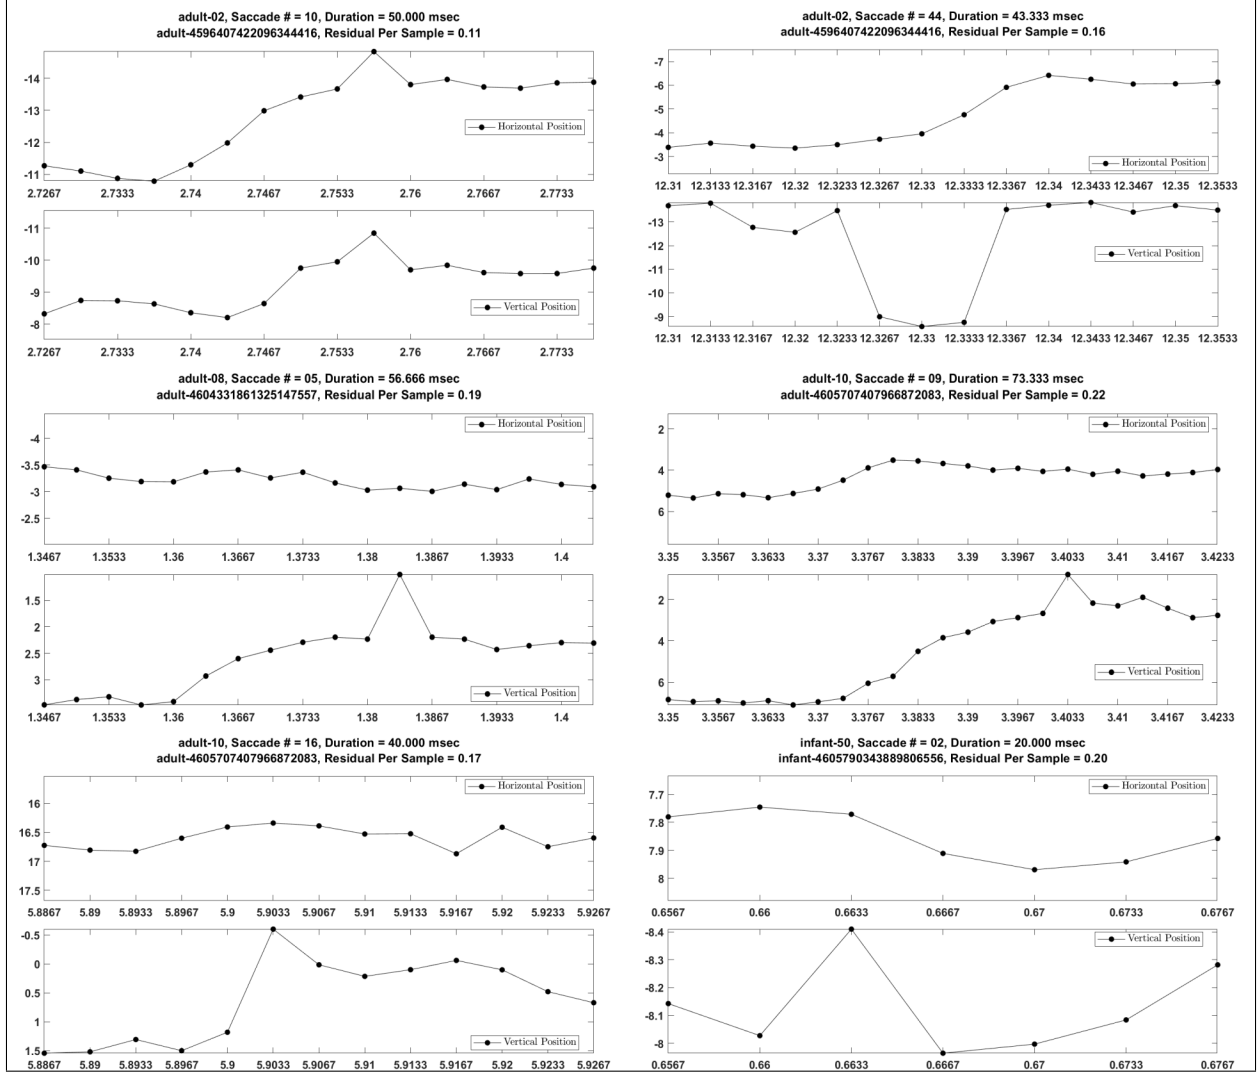 adult-02, Saccade # = 10, Duration = 50.000 msec
adult-4596407422096344416, Residual Per Sample = 0.11
-14
-13
-12
-11
Horizontal Position
2.7267 2.7333 2.74 2.7467 2.7533 2.76 2.7667 2.7733
-11
-10
-9
-8
Vertical Position
2.7267 2.7333 2.74 2.7467 2.7533 2.76 2.7667 2.7733
adult-02, Saccade # = 44, Duration = 43.333 msec
adult-4596407422096344416, Residual Per Sample = 0.16
-7
-6
-5
-4
-3
Horizontal Position
12.31 12.3133 12.3167 12.32 12.3233 12.3267 12.33 12.3333 12.3367 12.34 12.3433 12.3467 12.35 12.3533
-13
-12
-11
-10
-9
Vertical Position
12.31 12.3133 12.3167 12.32 12.3233 12.3267 12.33 12.3333 12.3367 12.34 12.3433 12.3467 12.35 12.3533
adult-08, Saccade # = 05, Duration = 56.666 msec
adult-4604331861325147557, Residual Per Sample = 0.19
Horizontal Position
-4
-3.5
-3
-2.5
1.3467 1.3533 1.36 1.3667 1.3733 1.38 1.3867 1.3933 1.4
1.5
2
2.5
3
Vertical Position
1.3467 1.3533 1.36 1.3667 1.3733 1.38 1.3867 1.3933 1.4
adult-10, Saccade # = 09, Duration = 73.333 msec
adult-4605707407966872083, Residual Per Sample = 0.22
Horizontal Position
2
4
6
3.35 3.3567 3.3633 3.37 3.3767 3.3833 3.39 3.3967 3.4033 3.41 3.4167 3.4233
2
4
6
Vertical Position
3.35 3.3567 3.3633 3.37 3.3767 3.3833 3.39 3.3967 3.4033 3.41 3.4167 3.4233
adult-10, Saccade # = 16, Duration = 40.000 msec
adult-4605707407966872083, Residual Per Sample = 0.17
Horizontal Position
16
16.5
17
17.5
5.8867 5.89 5.8933 5.8967 5.9 5.9033 5.9067 5.91 5.9133 5.9167 5.92 5.9233 5.9267
-0.5
0
0.5
1
1.5
Vertical Position
5.8867 5.89 5.8933 5.8967 5.9 5.9033 5.9067 5.91 5.9133 5.9167 5.92 5.9233 5.9267
infant-50, Saccade # = 02, Duration = 20.000 msec
infant-4605790343889806556, Residual Per Sample = 0.20
Horizontal Position
7.7
7.8
7.9
8
0.6567 0.66 0.6633 0.6667 0.67 0.6733 0.6767
Vertical Position
-8.4
-8.3
-8.2
-8.1
-8
0.6567 0.66 0.6633 0.6667 0.67 0.6733 0.6767